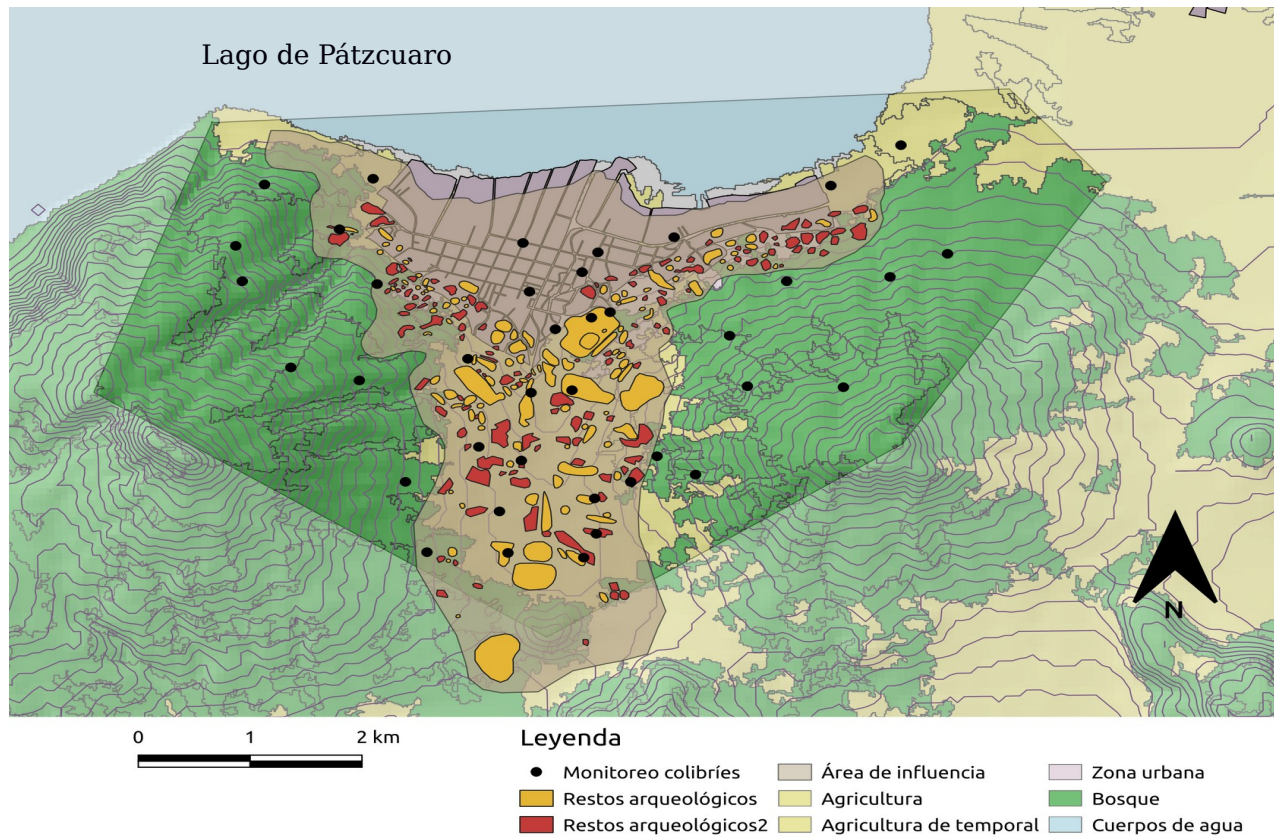 Lago de Pátzcuaro
N
0 1 2 km
Leyenda
Monitoreo colibríes
Restos arqueológicos
Restos arqueológicos2
Área de influencia
Agricultura
Agricultura de temporal
Zona urbana
Bosque
Cuerpos de agua